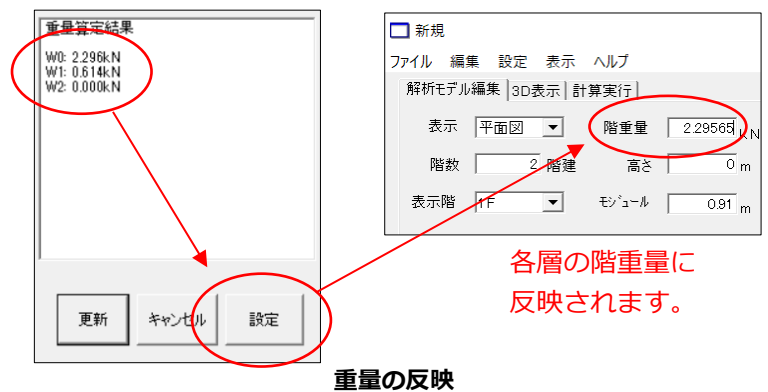 重量算定結果
W0: 2.296kN
W1: 0.614kN
W2: 0.000kN
更新 キャンセル 設定
新規
ファイル 編集 設定 表示 ヘルプ
解析モデル編集 3D表示 計算実行
表示 平面図 階重量 2.29565 kN
階数 2 階建 高さ 0 m
表示階 1F モジュール 0.91 m
各層の階重量に
反映されます。
重量の反映